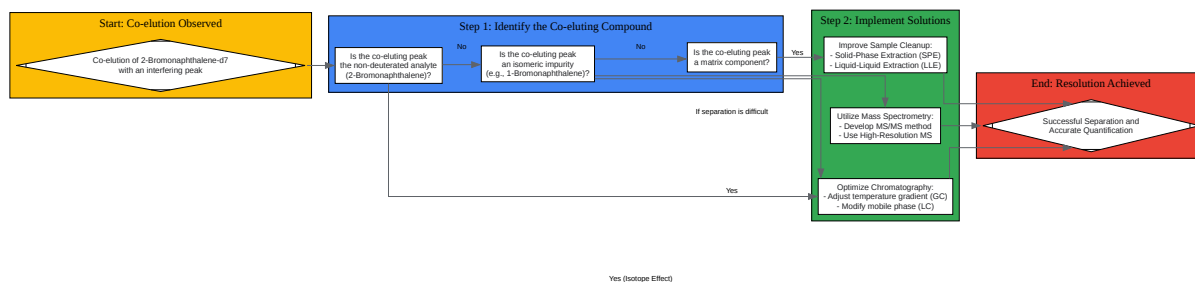 Start: Co-elution Observed
Co-elution of 2-Bromonaphthalene-d7
with an interfering peak
Step 1: Identify the Co-eluting Compound
Is the co-eluting peak
the non-deuterated analyte
(2-Bromonaphthalene)?
No
Is the co-eluting peak
an isomeric impurity
(e.g., 1-Bromonaphthalene)?
No
Is the co-eluting peak
a matrix component?
Yes
If separation is difficult
Yes
Yes (Isotope Effect)
Step 2: Implement Solutions
Improve Sample Cleanup:
- Solid-Phase Extraction (SPE)
- Liquid-Liquid Extraction (LLE)
Utilize Mass Spectrometry:
- Develop MS/MS method
- Use High-Resolution MS
Optimize Chromatography:
- Adjust temperature gradient (GC)
- Modify mobile phase (LC)
End: Resolution Achieved
Successful Separation and
Accurate Quantification